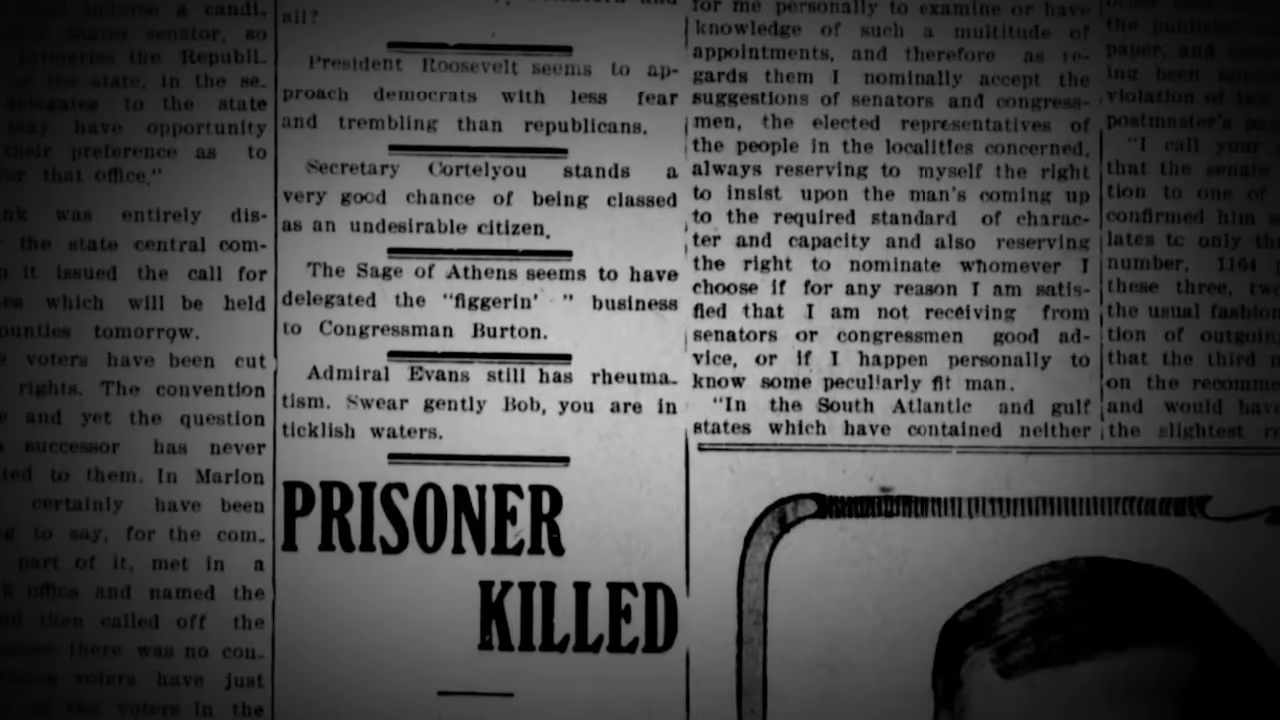 state senator, so
the Republi-
the state, in the se-
delegates to the state
may have opportunity
their preference as to
for that office."
was entirely dis-
the state central com-
it issued the call for
which will be held
counties tomorrow.
voters have been cut
rights. The convention
and yet the question
successor has never
to them. In Marion
certainly have been
to say, for the com-
part of it, met in a
office and named the
then called off the
there was no cou-
voters have just
the voters in the
all?
President Roosevelt seems to ap-
proach democrats with less fear
and trembling than republicans.
Secretary Cortelyou stands a
very good chance of being classed
as an undesirable citizen.
The Sage of Athens seems to have
delegated the "figgerin' " business
to Congressman Burton.
Admiral Evans still has rheuma-
tism. Swear gently Bob, you are in
ticklish waters.
PRISONER
KILLED
for me personally to examine or have
knowledge of such a multitude of
appointments, and therefore as re-
gards them I nominally accept the
suggestions of senators and congress-
men, the elected representatives of
the people in the localities concerned,
always reserving to myself the right
to insist upon the man's coming up
to the required standard of charac-
ter and capacity and also reserving
the right to nominate whomever I
choose if for any reason I am satis-
fied that I am not receiving from
senators or congressmen good ad-
vice, or if I happen personally to
know some peculiarly fit man.
"In the South Atlantic and gulf
states which have contained neither
the
paper, and
ing been
violation of
postmaster's
"I call your
that the senate
tion to one of
confirmed him
lates to only the
number, 1164
these three, two
the usual fashion
tion of outgoing
that the third
on the recomme
and would have
the slightest